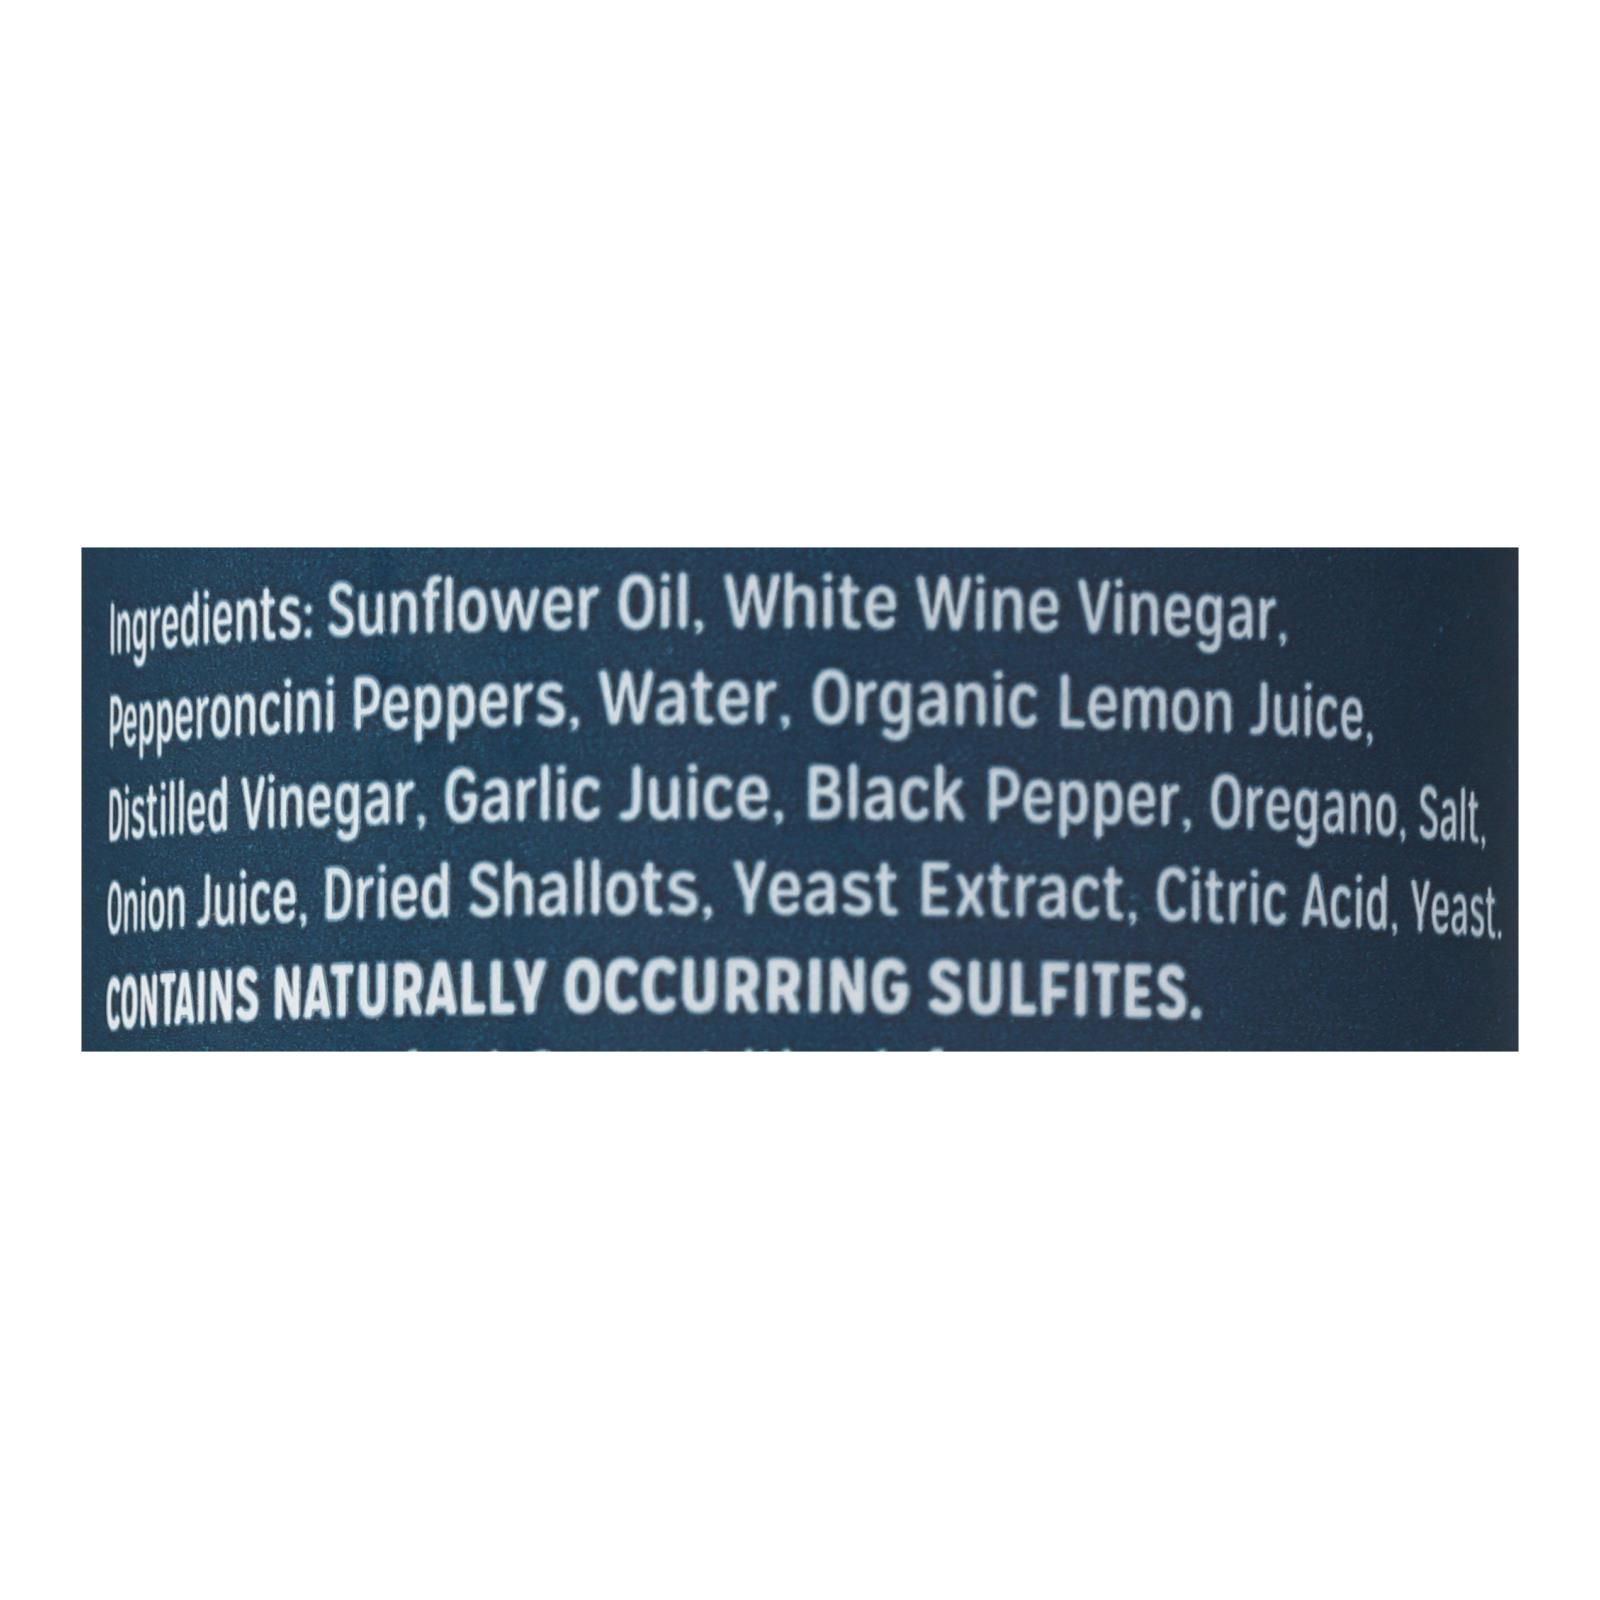 Ingredients: Sunflower Oil, White Wine Vinegar,
Pepperoncini Peppers, Water, Organic Lemon Juice,
Distilled Vinegar, Garlic Juice, Black Pepper, Oregano, Salt,
Onion Juice, Dried Shallots, Yeast Extract, Citric Acid, Yeast.
CONTAINS NATURALLY OCCURRING SULFITES.